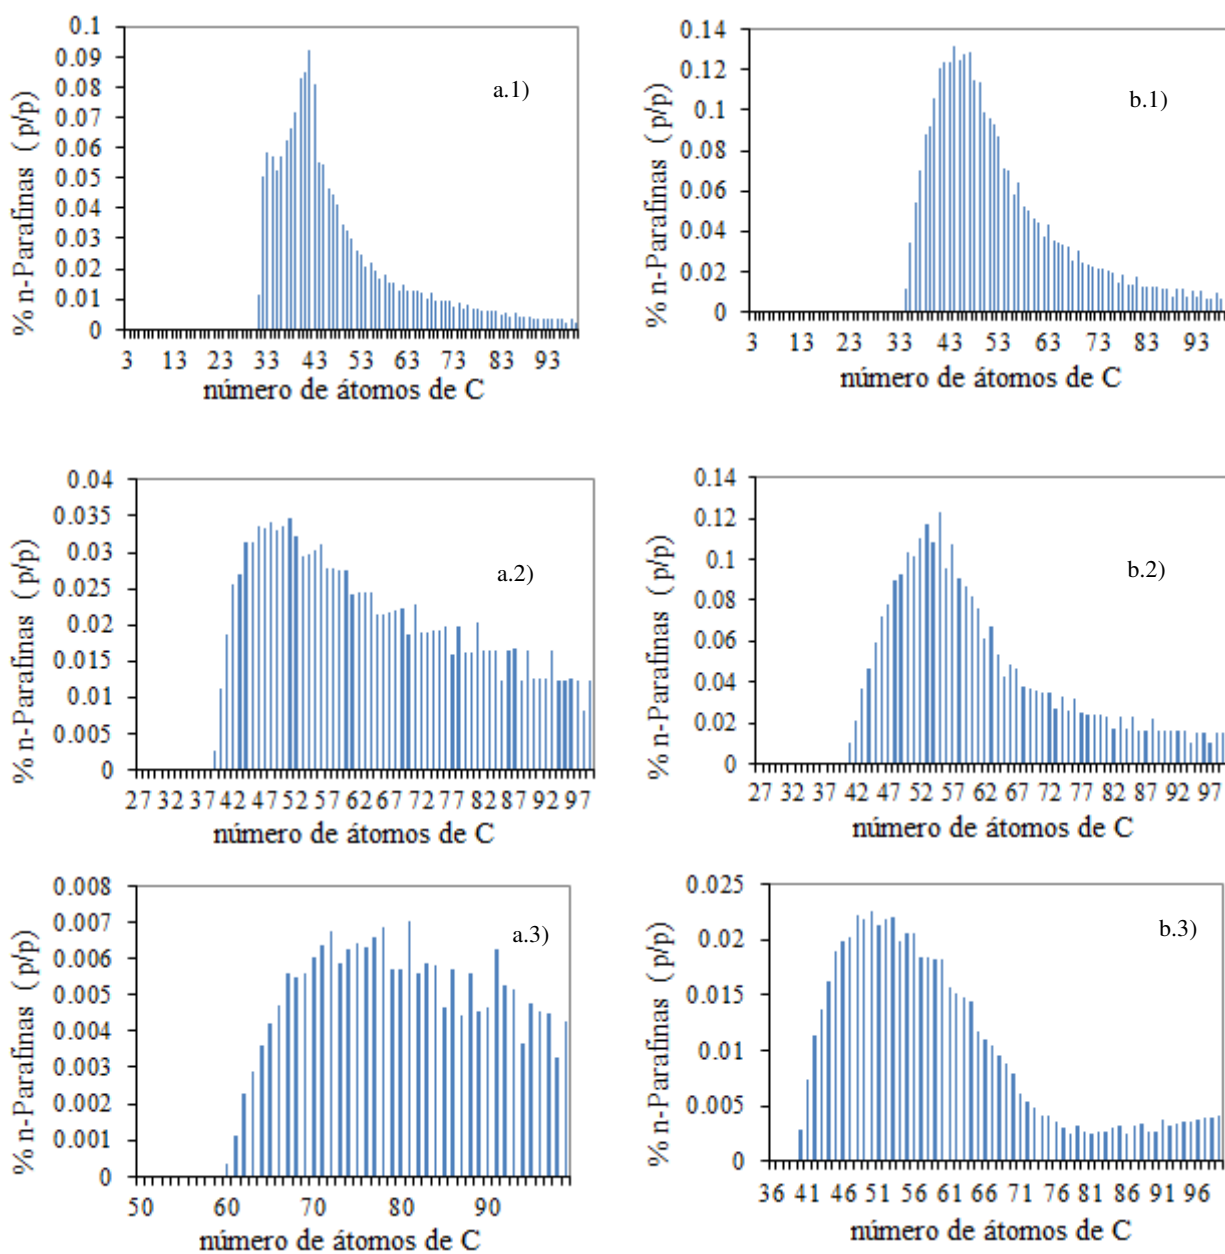 a.1)
% n-Parafinas ( p/p)
0.1
0.09
0.08
0.07
0.06
0.05
0.04
0.03
0.02
0.01
0
3 13 23 33 43 53 63 73 83 93
número de átomos de C
b.1)
% n-Parafinas ( p/p)
0.14
0.12
0.1
0.08
0.06
0.04
0.02
0
3 13 23 33 43 53 63 73 83 93
número de átomos de C
a.2)
% n-Parafinas ( p/p)
0.04
0.035
0.03
0.025
0.02
0.015
0.01
0.005
0
27 32 37 42 47 52 57 62 67 72 77 82 87 92 97
número de átomos de C
b.2)
% n-Parafinas ( p/p)
0.14
0.12
0.1
0.08
0.06
0.04
0.02
0
27 32 37 42 47 52 57 62 67 72 77 82 87 92 97
número de átomos de C
a.3)
% n-Parafinas ( p/p)
0.008
0.007
0.006
0.005
0.004
0.003
0.002
0.001
0
50 60 70 80 90
número de átomos de C
b.3)
% n-Parafinas ( p/p)
0.025
0.02
0.015
0.01
0.005
0
36 41 46 51 56 61 66 71 76 81 86 91 96
número de átomos de C